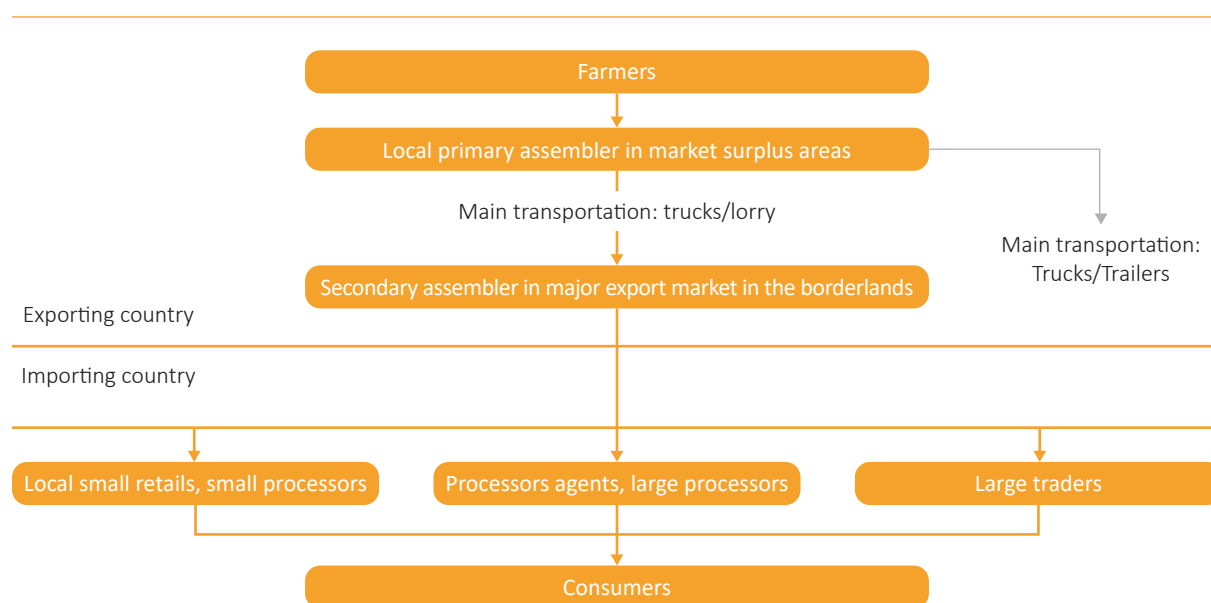 Farmers
Local primary assembler in market surplus areas
Main transportation: trucks/lorry
Main transportation:
Trucks/Trailers
Secondary assembler in major export market in the borderlands
Exporting country
Importing country
Local small retails, small processors
Processors agents, large processors
Large traders
Consumers